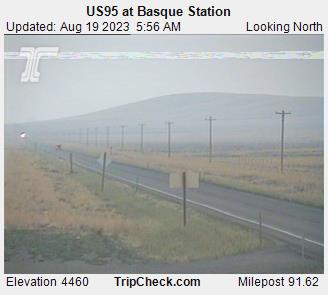 US95 at Basque Station
Updated: Aug 19 2023 5:56 AM Looking North
Elevation 4460 TripCheck.com Milepost 91.62